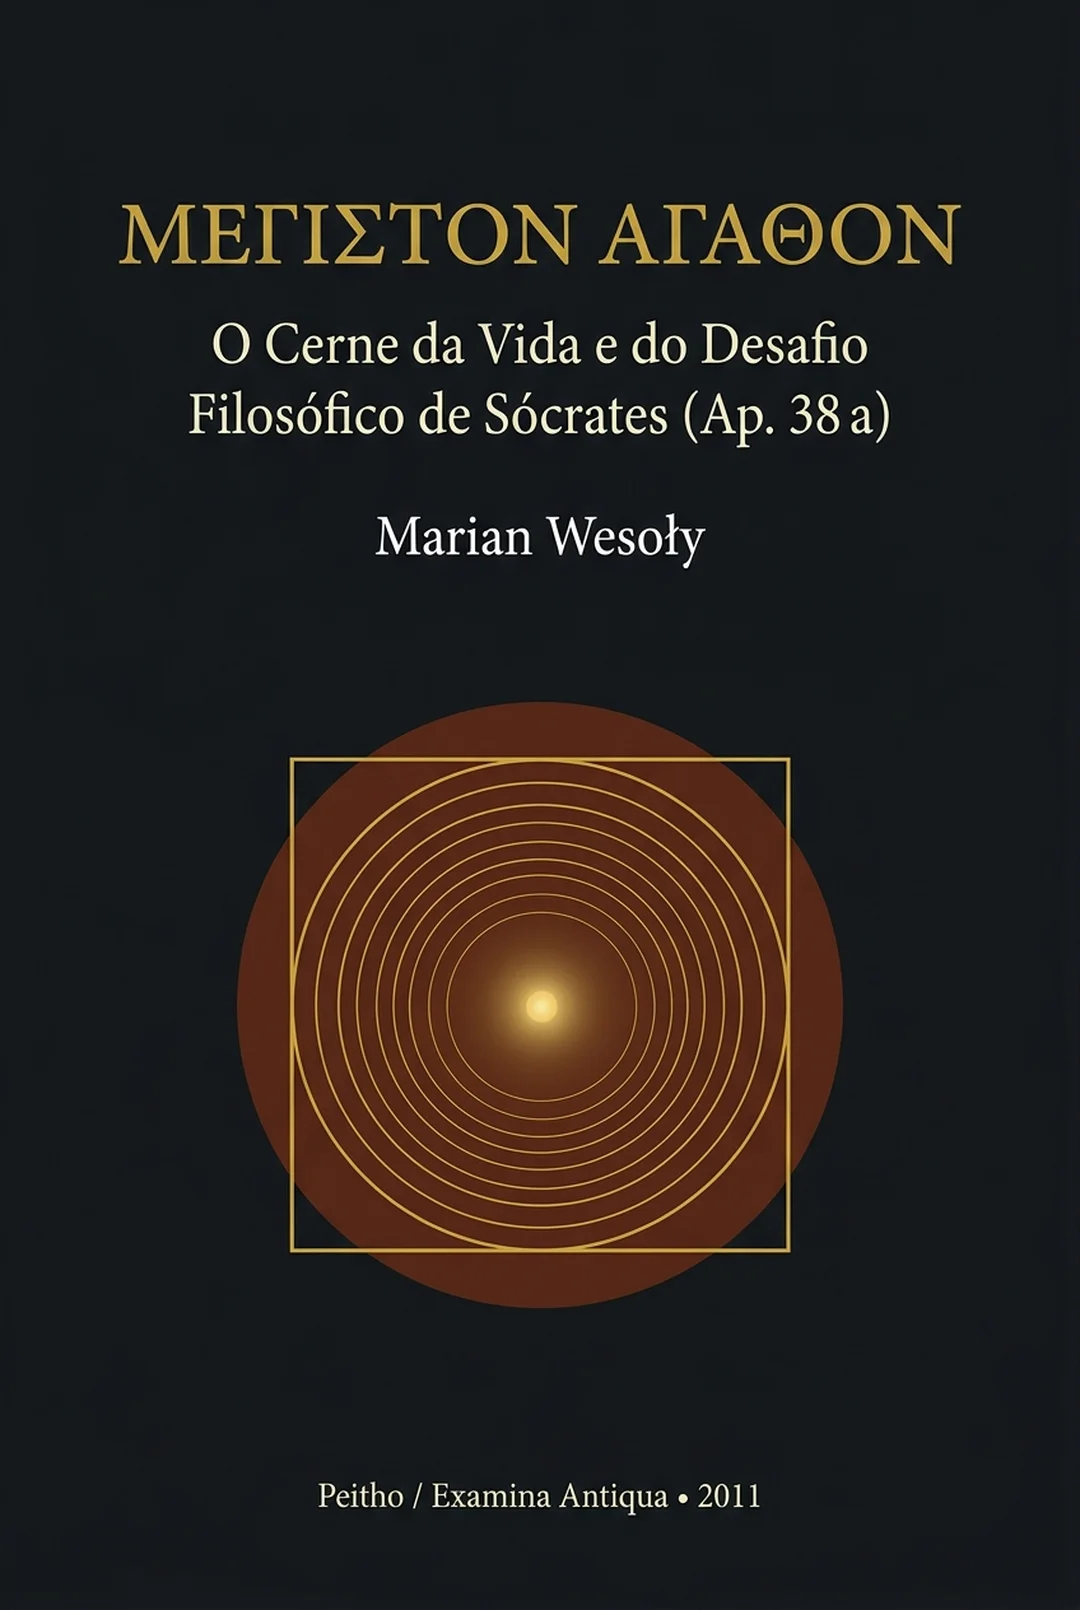 ΜΕΓΙΣΤΟΝ ΑΓΑΘΟΝ
O Cerne da Vida e do Desafio
Filosófico de Sócrates (Ap. 38 a)
Marian Wesoły
Peitho / Examina Antiqua • 2011